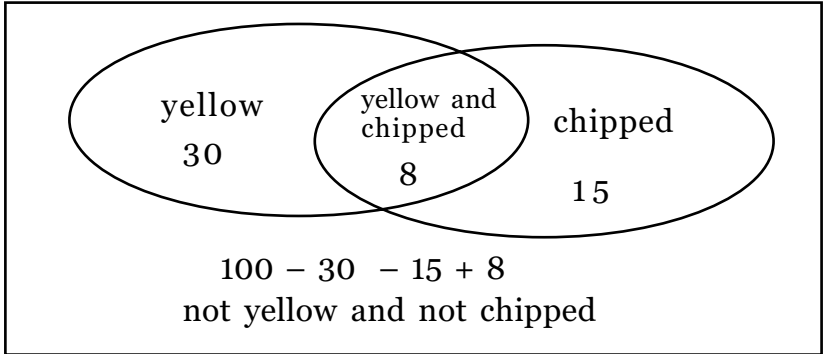 yellow
30
yellow and
chipped
8
chipped
15
100 – 30 – 15 + 8
not yellow and not chipped